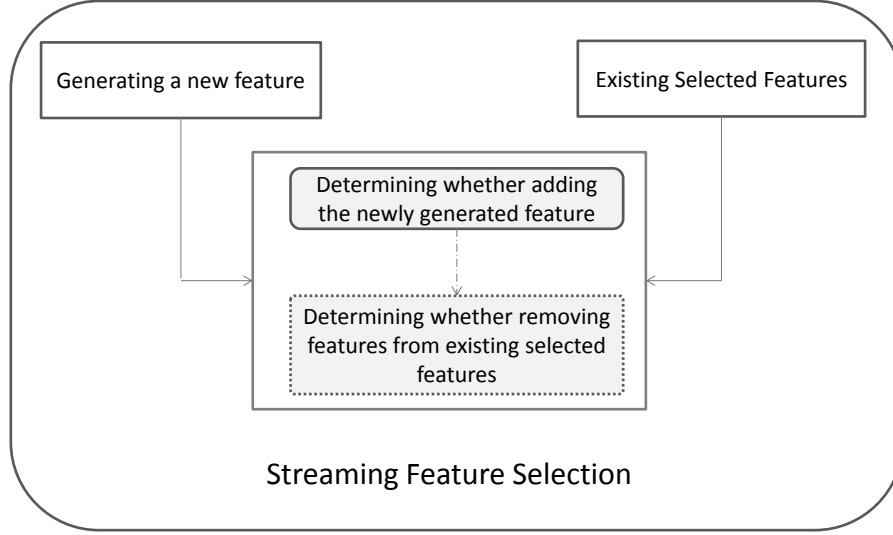 Generating a new feature
Existing Selected Features
Determining whether adding
the newly generated feature
Determining whether removing
features from existing selected
features
Streaming Feature Selection